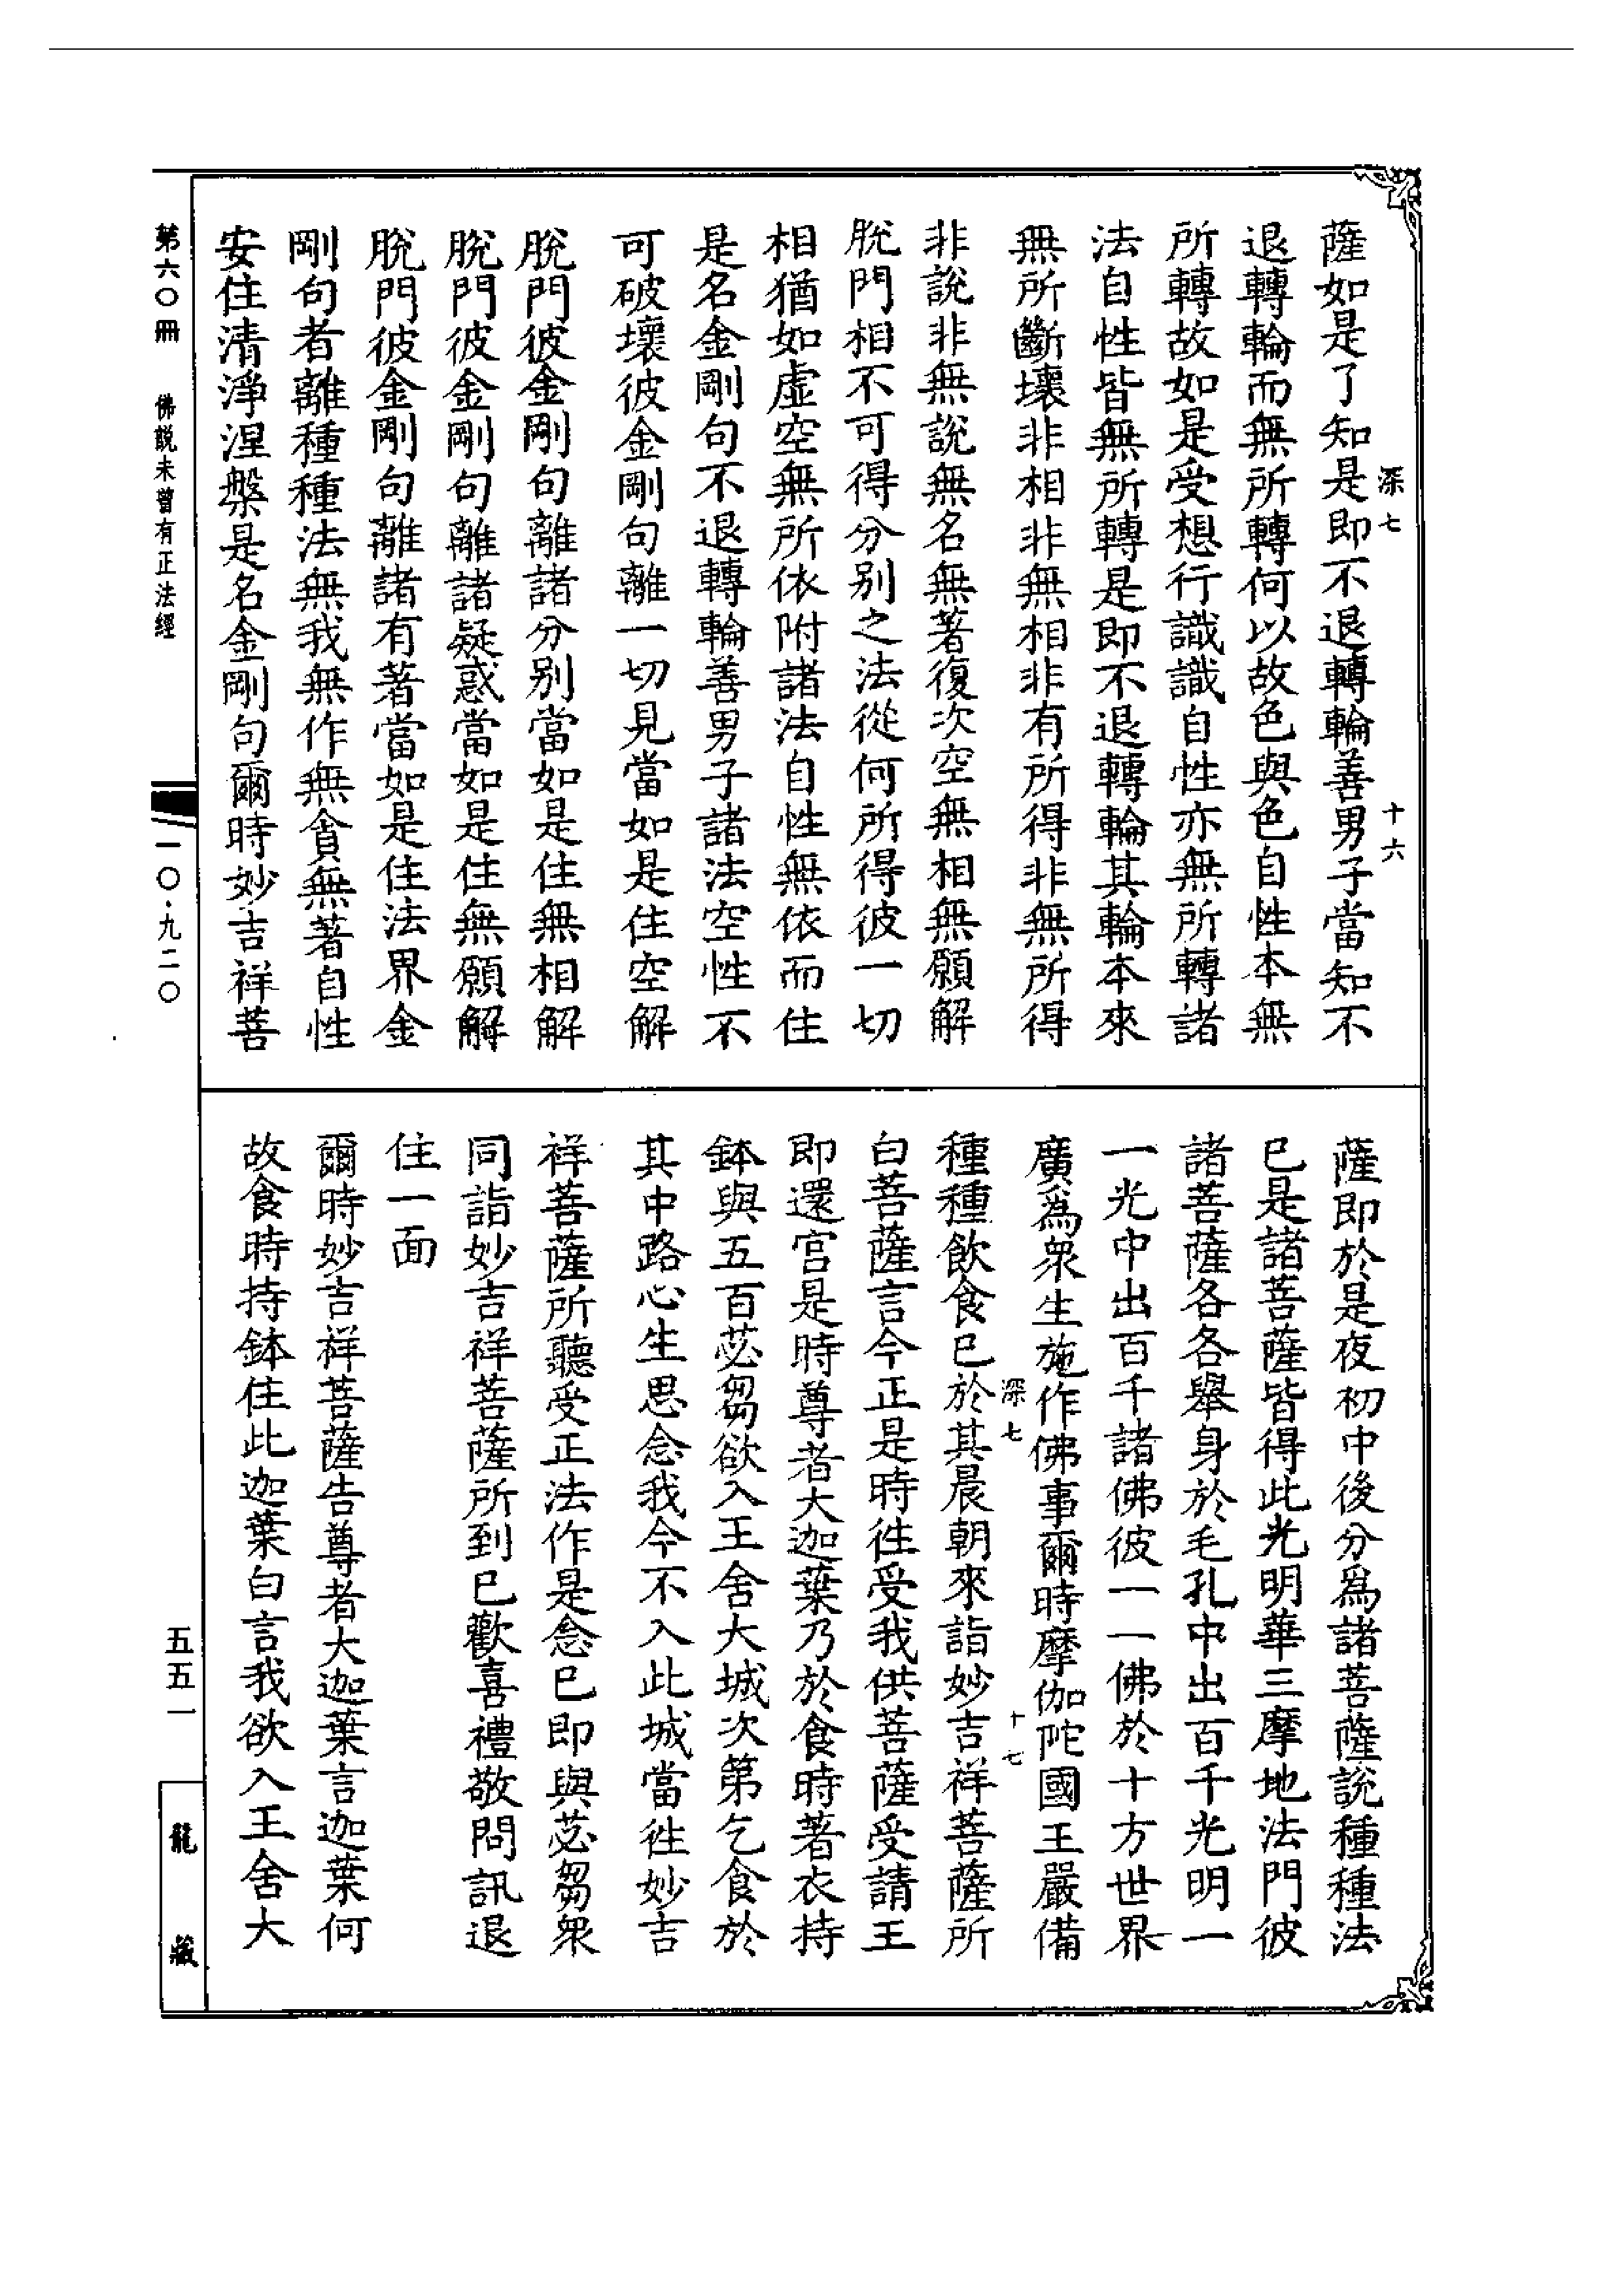 薩如是了知是即不退轉輪善男子當知不
深七
十六
退轉輪而無所轉何以故色與色自性本無
所轉故如是受想行識識自性亦無所轉諸
法自性皆無所轉是即不退轉輪其輪本來
無所斷壞非相非無相非有所得非無所得
非說非無說無名無著復次空無相無願解
脫門相不可得分別之法從何所得彼一切
相猶如虛空無所依附諸法自性無依而住
是名金剛句不退轉輪善男子諸法空性不
可破壞彼金剛句離一切見當如是住空解
脫門彼金剛句離諸分別當如是住無相解
脫門彼金剛句離諸疑惑當如是住無願解
脫門彼金剛句離諸有著當如是住法界金
剛句者離種種法無我無作無貪無著自性
安住清淨涅槃是名金剛句爾時妙吉祥菩
薩即於是夜初中後分爲諸菩薩說種種法
已是諸菩薩皆得此光明華三摩地法門彼
諸菩薩各各舉身於毛孔中出百千光明一
一光中出百千諸佛彼一一佛於十方世界
廣爲衆生施作佛事爾時摩伽陀國王嚴備
深七
十七
種種飲食已於其晨朝來詣妙吉祥菩薩所
白菩薩言今正是時徃受我供菩薩受請王
即還宫是時尊者大迦葉乃於食時著衣持
鉢與五百苾芻欲入王舍大城次第乞食於
其中路心生思念我今不入此城當徃妙吉
祥菩薩所聽受正法作是念已即與苾芻衆
同詣妙吉祥菩薩所到已歡喜禮敬問訊退
住一面
爾時妙吉祥菩薩告尊者大迦葉言迦葉何
故食時持鉢住此迦葉白言我欲入王舍大
第六〇冊
佛說未曾有正法經
一〇·九二〇
五五一
龍藏